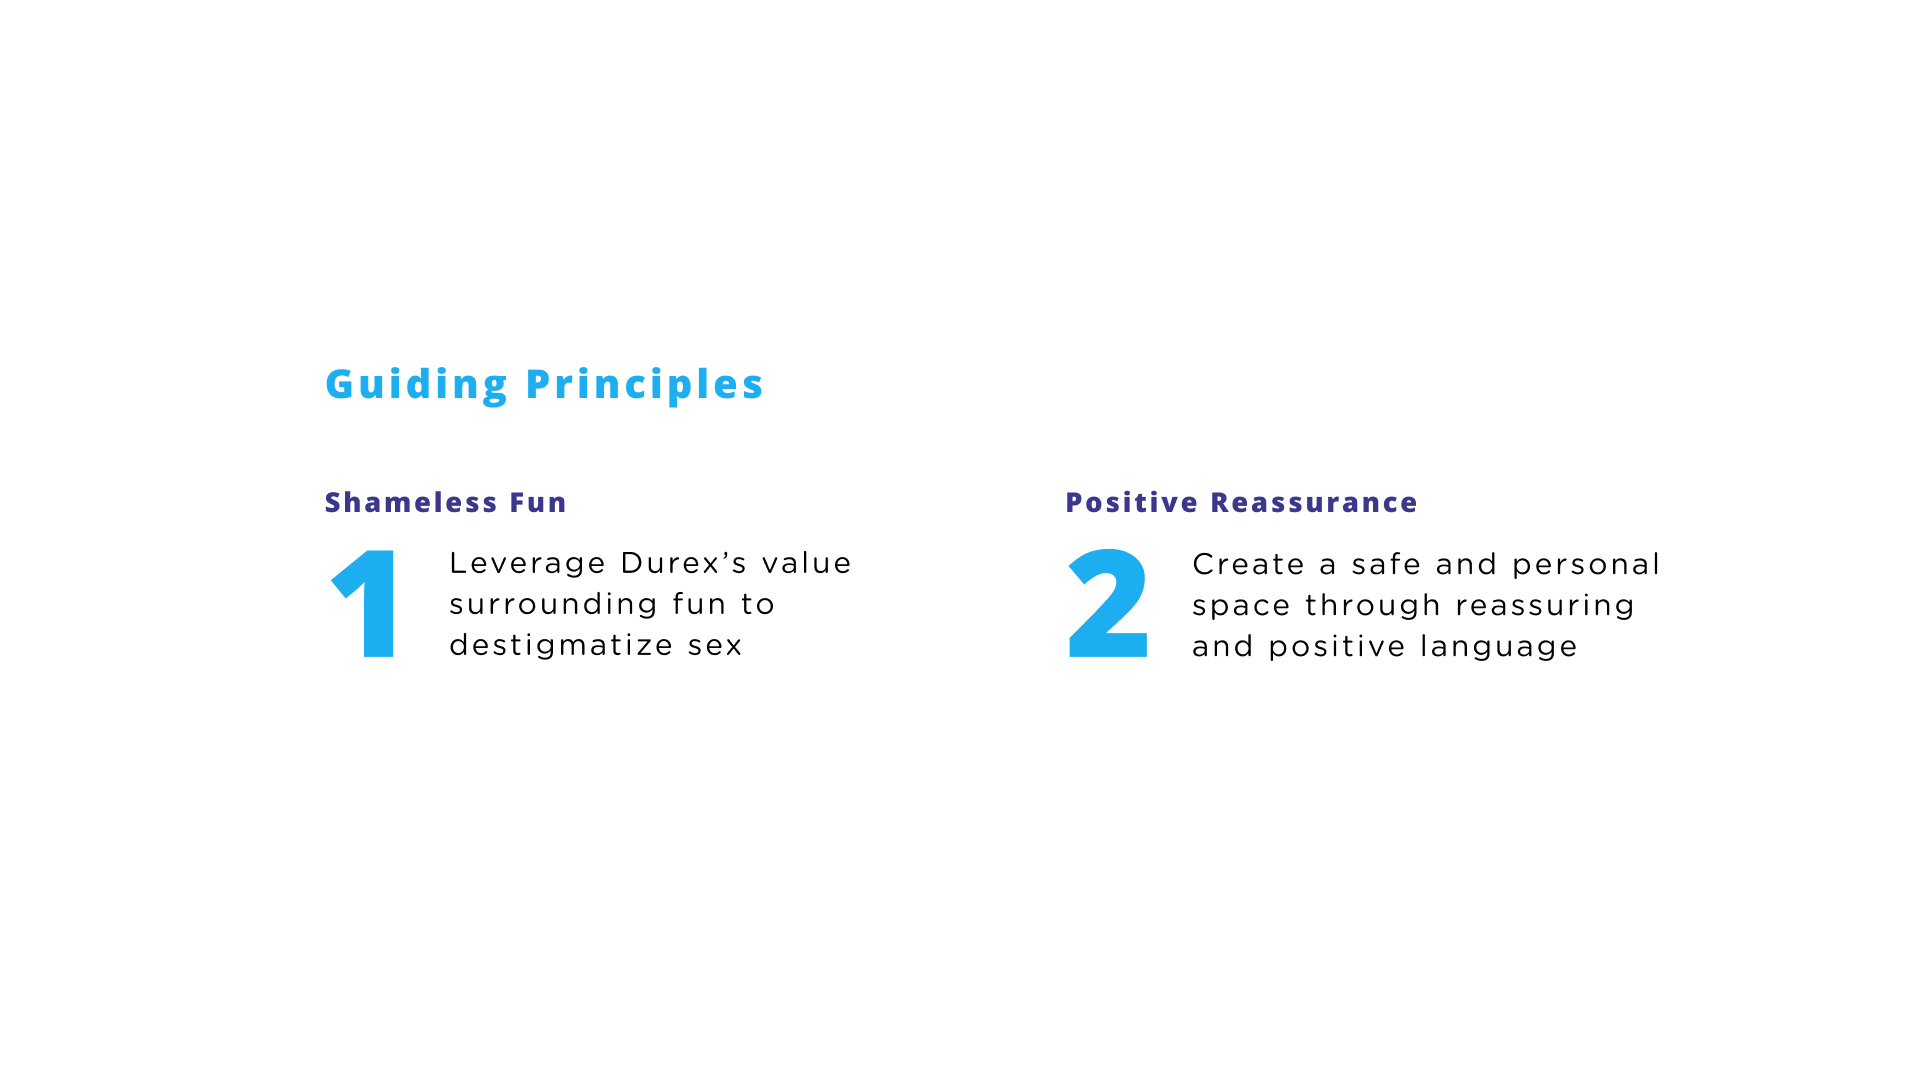 Guiding Principles
Shameless Fun
1
Leverage Durex’s value
surrounding fun to
destigmatize sex
Positive Reassurance
2
Create a safe and personal
space through reassuring
and positive language